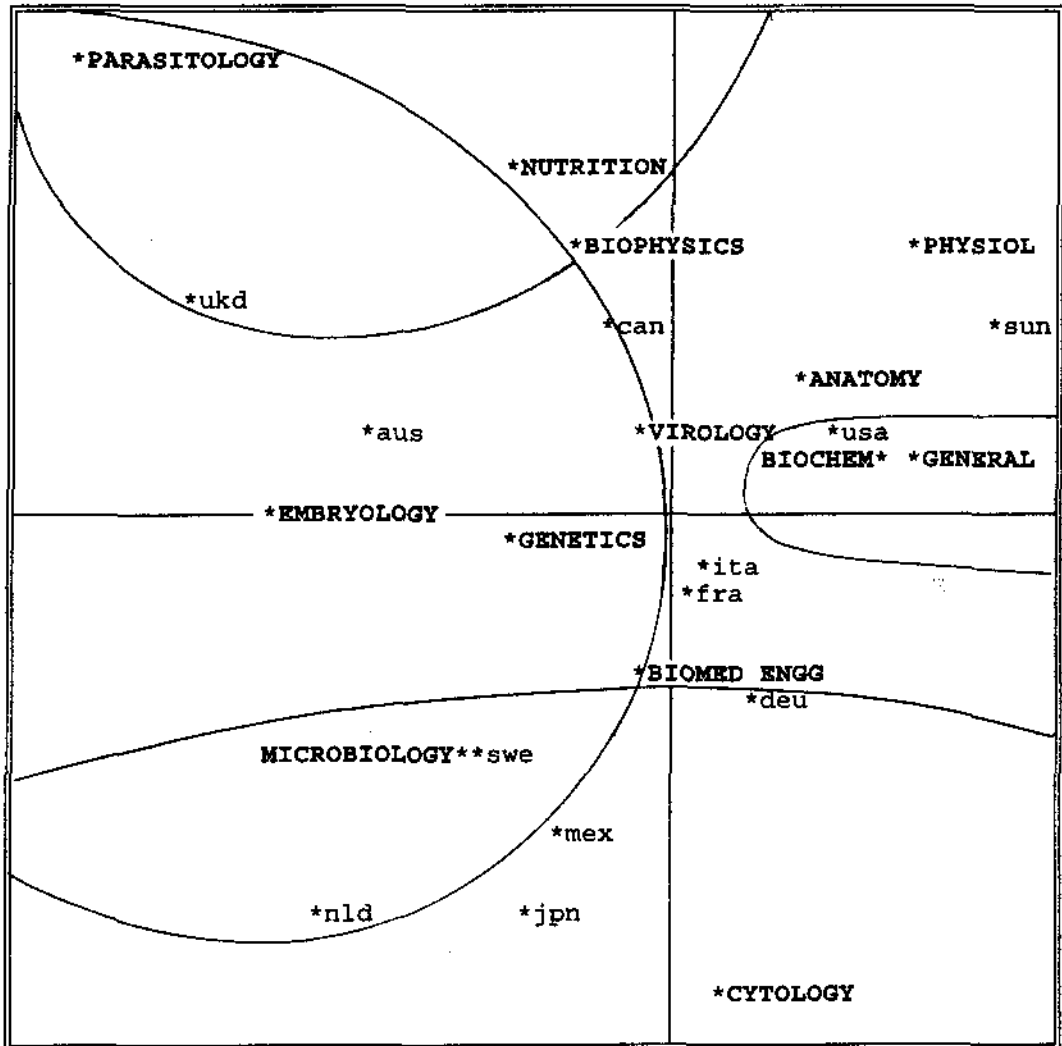 *PARASITOLOGY
*NUTRITION
*BIOPHYSICS *PHYSIOL
*ukd
*can *sun
*ANATOMY
*aus *VIROLOGY *usa
BIOCHEM* *GENERAL
*EMBRYOLOGY
*GENETICS
*ita
*fra
*BIOMED ENGG
*deu
MICROBIOLOGY**swe
*mex
*nld *jpn
*CYTOLOGY